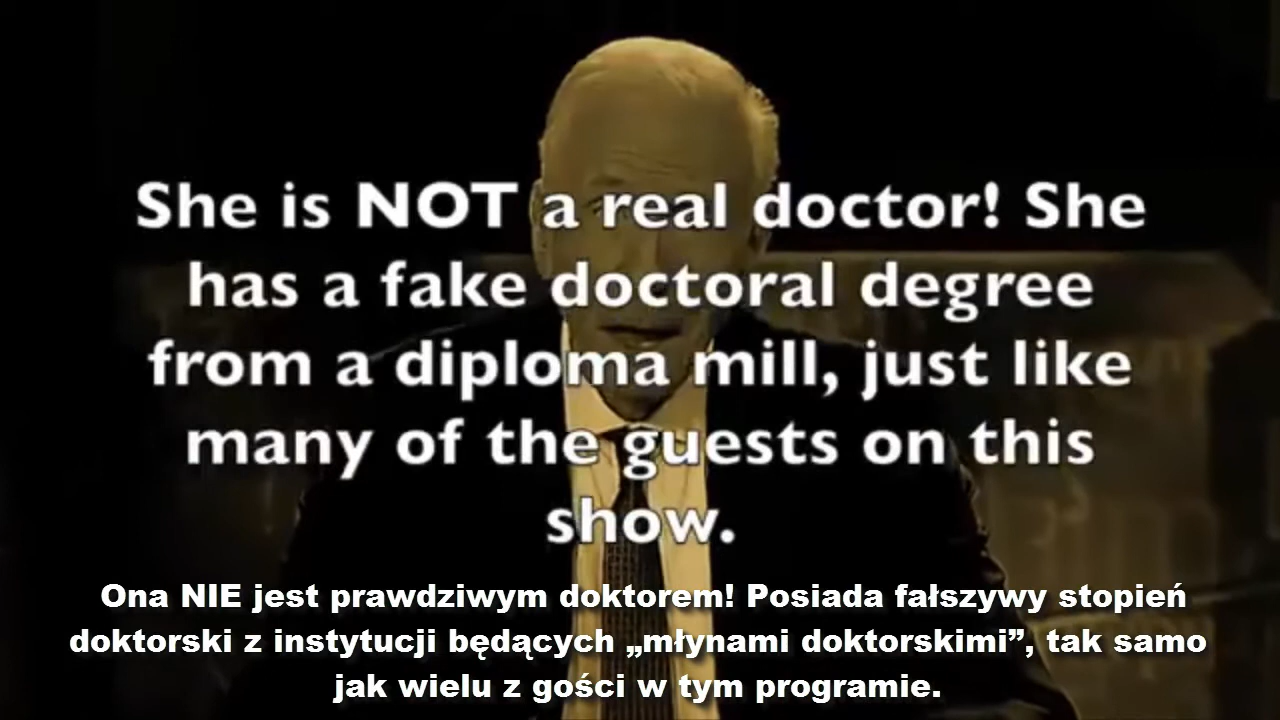 She is NOT a real doctor! She
has a fake doctoral degree
from a diploma mill, just like
many of the guests on this
show.
Ona NIE jest prawdziwym doktorem! Posiada fałszywy stopień
doktorski z instytucji będących „młynami doktorskimi”, tak samo
jak wielu z gości w tym programie.